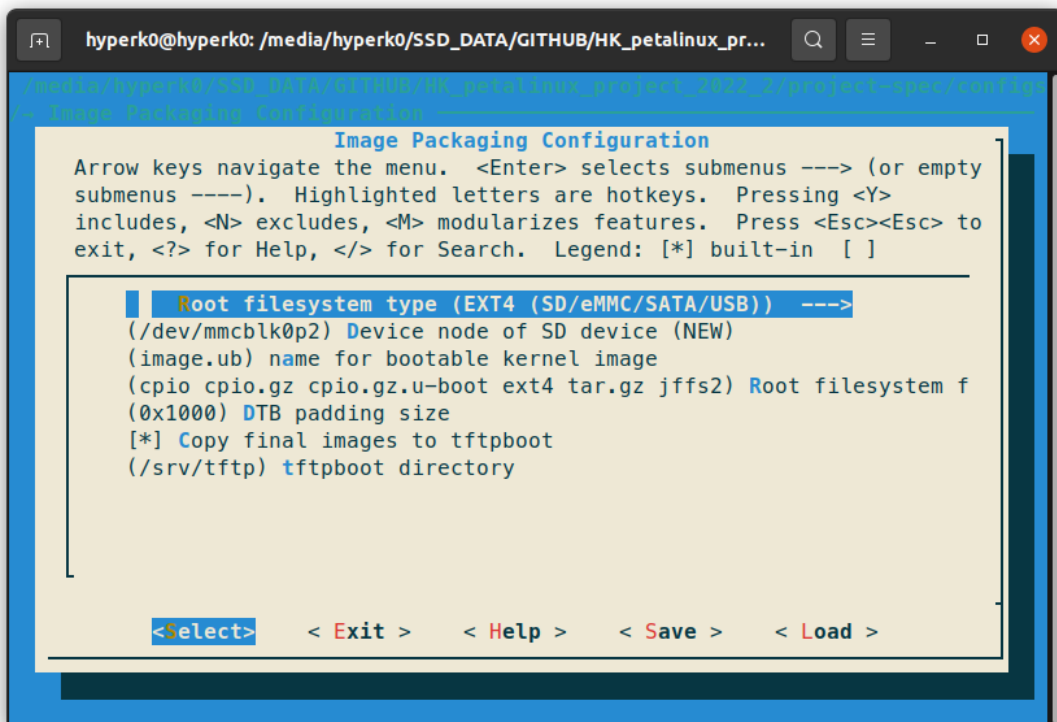 hyperk0@hyperk0: /media/hyperk0/SSD_DATA/GITHUB/HK_petalinux_pr...
/media/hyperk0/SSD_DATA/GITHUB/HK_petalinux_project_2022_2/project-spec/configs
/→ Image Packaging Configuration
Image Packaging Configuration
Arrow keys navigate the menu.  <Enter> selects submenus ---> (or empty
submenus ----).  Highlighted letters are hotkeys.  Pressing <Y>
includes, <N> excludes, <M> modularizes features.  Press <Esc><Esc> to
exit, <?> for Help, </> for Search.  Legend: [*] built-in  [ ]
Root filesystem type (EXT4 (SD/eMMC/SATA/USB))  --->
(/dev/mmcblk0p2) Device node of SD device (NEW)
(image.ub) name for bootable kernel image
(cpio cpio.gz cpio.gz.u-boot ext4 tar.gz jffs2) Root filesystem f
(0x1000) DTB padding size
[*] Copy final images to tftpboot
(/srv/tftp) tftpboot directory
<Select>    < Exit >    < Help >    < Save >    < Load >